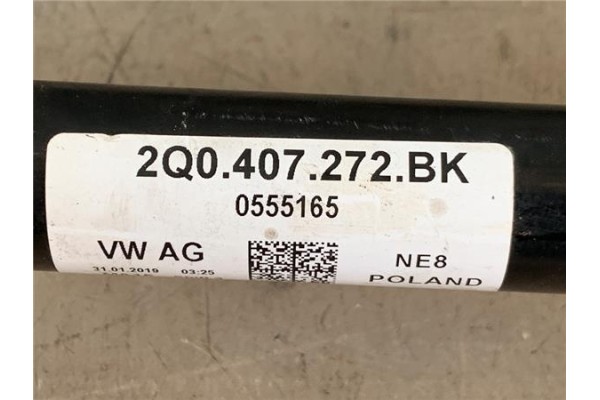 2Q0.407.272.BK
0555165
VW AG
NE8
31.01.2019 03:25
POLAND